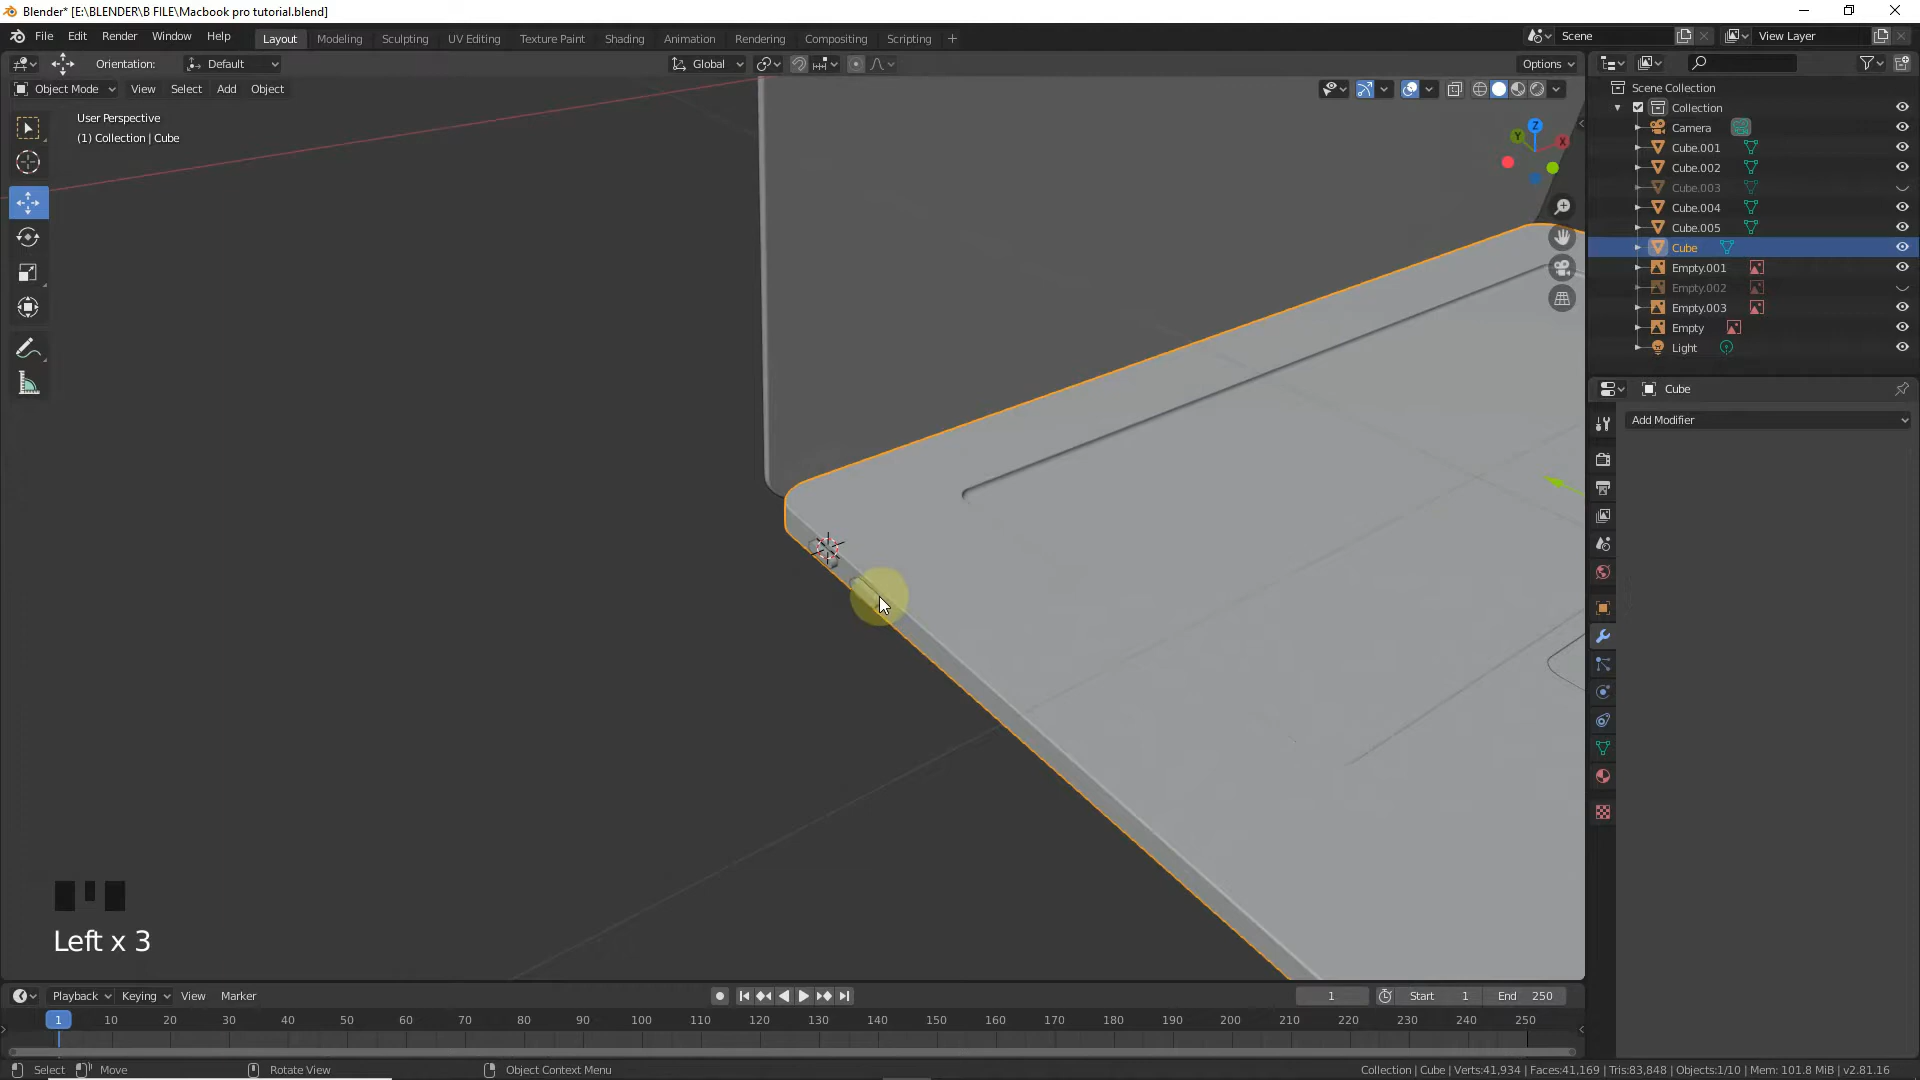 Blender* [E:\BLENDER\B FILE\Macbook pro tutorial.blend]
File Edit Render Window Help Layout Modeling Sculpting UV Editing Texture Paint Shading Animation Rendering Compositing Scripting + Scene View Layer
Orientation: Default Global Options
Object Mode View Select Add Object
User Perspective
(1) Collection | Cube
Z
Y
X
Scene Collection
Collection
Camera
Cube.001
Cube.002
Cube.003
Cube.004
Cube.005
Cube
Empty.001
Empty.002
Empty.003
Empty
Light
Cube
Add Modifier
Left x 3
Playback Keying View Marker 1 Start 1 End 250
1 10 20 30 40 50 60 70 80 90 100 110 120 130 140 150 160 170 180 190 200 210 220 230 240 250
Select Move Rotate View Object Context Menu Collection | Cube | Verts:41,934 | Faces:41,169 | Tris:83,848 | Objects:1/10 | Mem: 101.8 MiB | v2.81.16